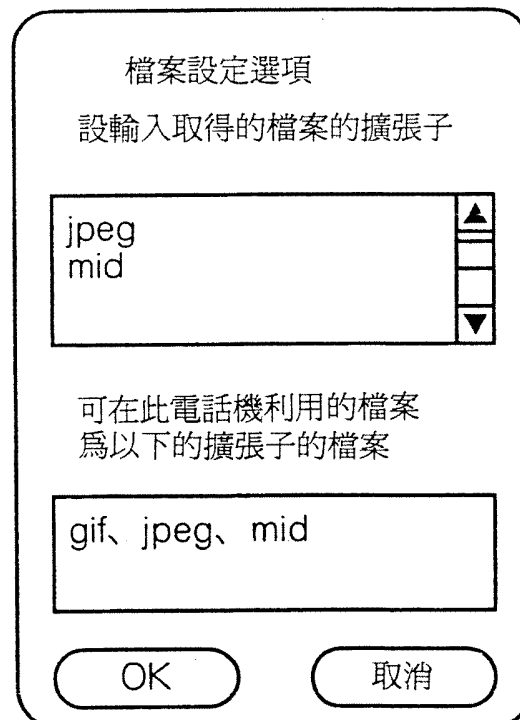 檔案設定選項
設輸入取得的檔案的擴張子
jpeg
mid
可在此電話機利用的檔案
爲以下的擴張子的檔案
gif、jpeg、mid
OK
取消